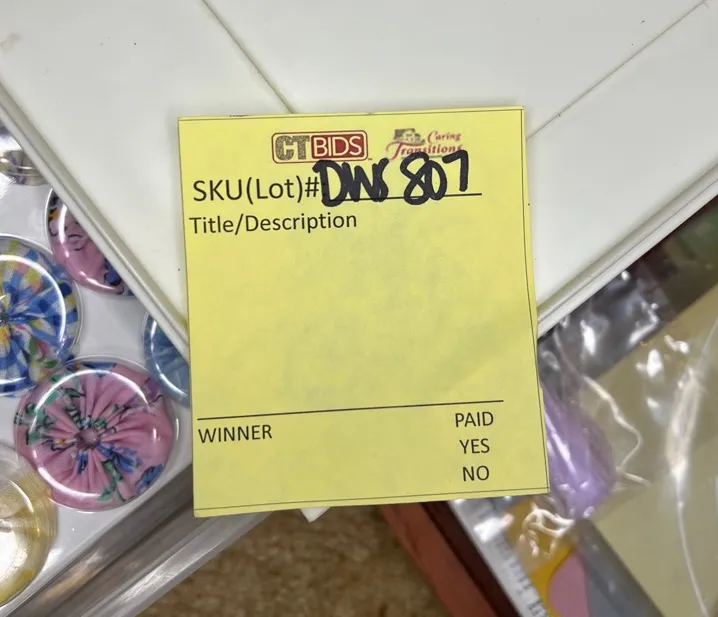 CTBIDS
Caring
Transitions
SKU(Lot)#: DWS 807
Title/Description
WINNER
PAID
YES
NO